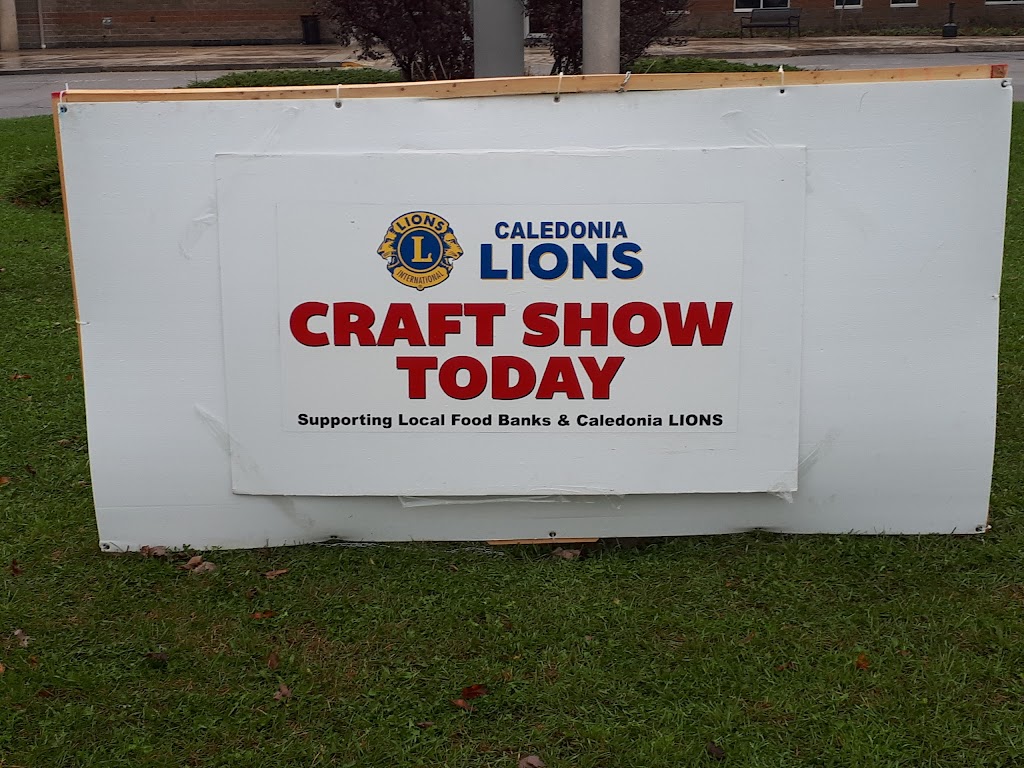 LIONS
L
INTERNATIONAL
CALEDONIA
LIONS
CRAFT SHOW
TODAY
Supporting Local Food Banks & Caledonia LIONS